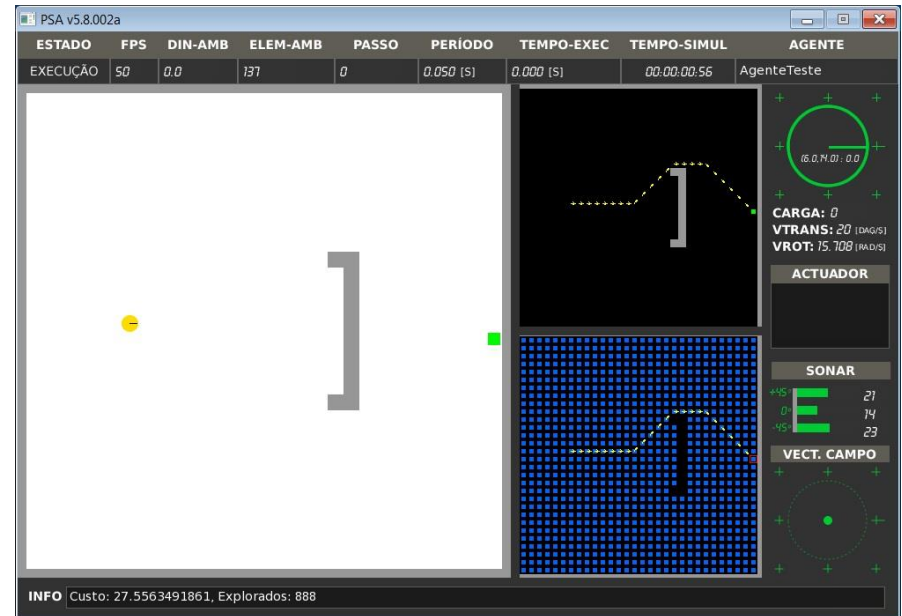 PSA v5.8.002a
ESTADO FPS DIN-AMB ELEM-AMB PASSO PERÍODO TEMPO-EXEC TEMPO-SIMUL AGENTE
EXECUÇÃO 50 0.0 137 0 0.050 [S] 0.000 [S] 00:00:00:56 AgenteTeste
(6.0,14.0) : 0.0
CARGA: 0
VTRANS: 20 [DAG/S]
VROT: 15.708 [RAD/S]
ACTUADOR
SONAR
+45° 21
0° 14
-45° 23
VECT. CAMPO
INFO Custo: 27.5563491861, Explorados: 888